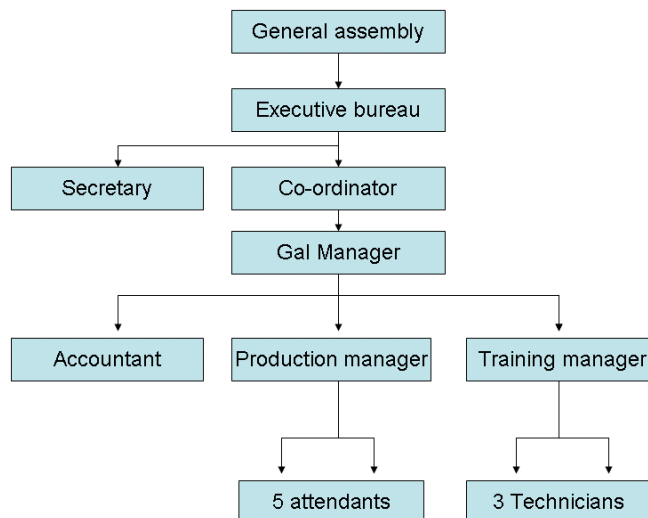 General assembly
Executive bureau
Secretary
Co-ordinator
Gal Manager
Accountant
Production manager
Training manager
5 attendants
3 Technicians